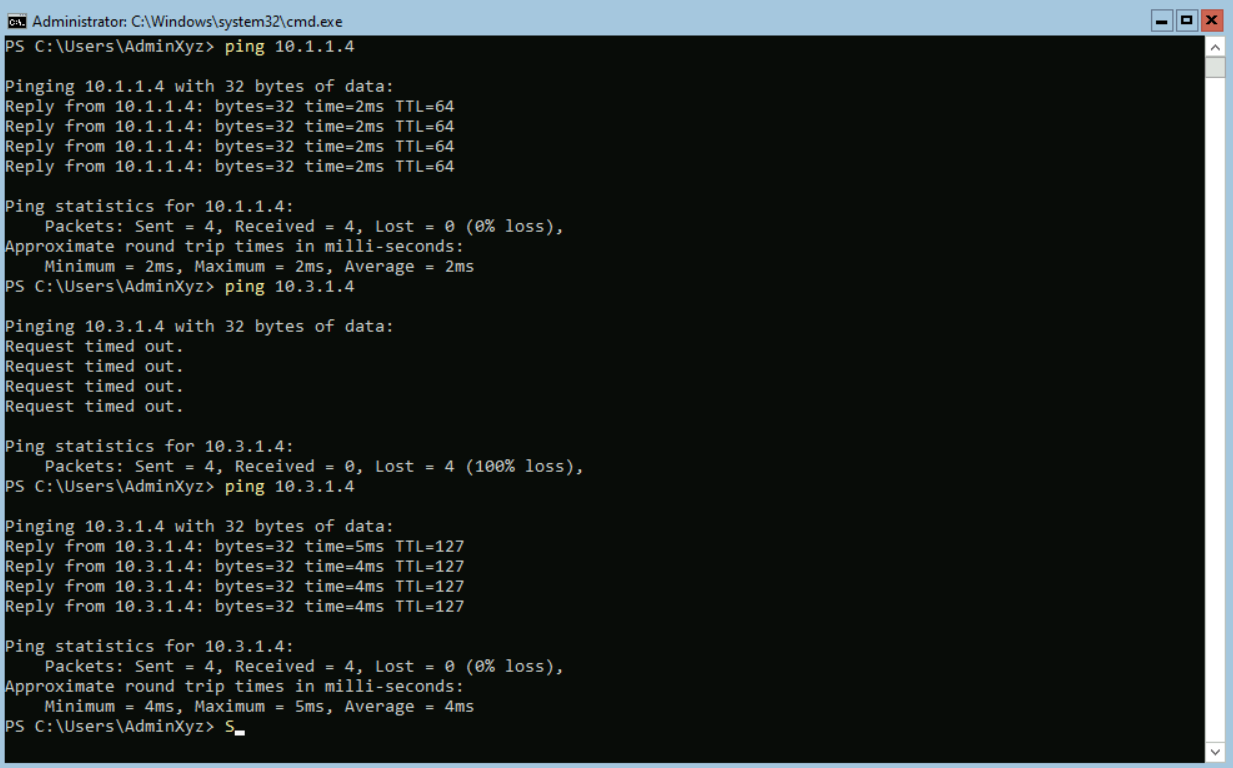 Administrator: C:\Windows\system32\cmd.exe
PS C:\Users\AdminXyz> ping 10.1.1.4
Pinging 10.1.1.4 with 32 bytes of data:
Reply from 10.1.1.4: bytes=32 time=2ms TTL=64
Reply from 10.1.1.4: bytes=32 time=2ms TTL=64
Reply from 10.1.1.4: bytes=32 time=2ms TTL=64
Reply from 10.1.1.4: bytes=32 time=2ms TTL=64
Ping statistics for 10.1.1.4:
    Packets: Sent = 4, Received = 4, Lost = 0 (0% loss),
Approximate round trip times in milli-seconds:
    Minimum = 2ms, Maximum = 2ms, Average = 2ms
PS C:\Users\AdminXyz> ping 10.3.1.4
Pinging 10.3.1.4 with 32 bytes of data:
Request timed out.
Request timed out.
Request timed out.
Request timed out.
Ping statistics for 10.3.1.4:
    Packets: Sent = 4, Received = 0, Lost = 4 (100% loss),
PS C:\Users\AdminXyz> ping 10.3.1.4
Pinging 10.3.1.4 with 32 bytes of data:
Reply from 10.3.1.4: bytes=32 time=5ms TTL=127
Reply from 10.3.1.4: bytes=32 time=4ms TTL=127
Reply from 10.3.1.4: bytes=32 time=4ms TTL=127
Reply from 10.3.1.4: bytes=32 time=4ms TTL=127
Ping statistics for 10.3.1.4:
    Packets: Sent = 4, Received = 4, Lost = 0 (0% loss),
Approximate round trip times in milli-seconds:
    Minimum = 4ms, Maximum = 5ms, Average = 4ms
PS C:\Users\AdminXyz> S